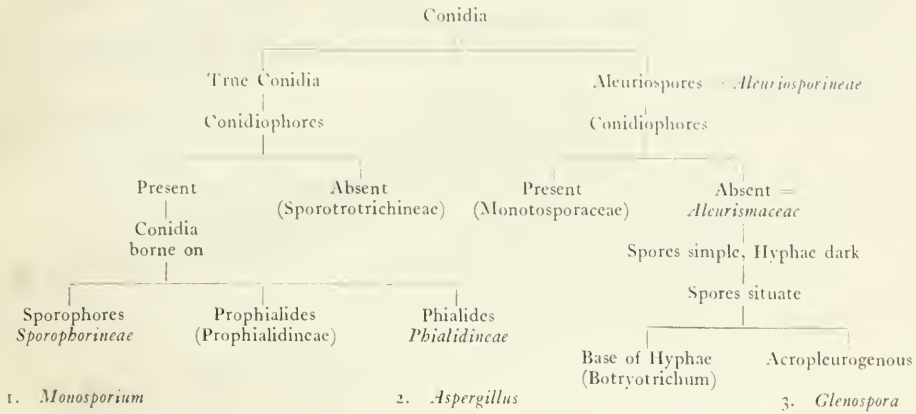 Conidia
True Conidia Aleuriospores = Aleuriosporineae
Conidiophores Conidiophores
Present Absent Present Absent =
(Sporotrotrichineae) (Monotosporaceae) Aleurismaceae
Conidia
borne on Spores simple, Hyphae dark
Spores situate
Sporophores Prophialides Phialides
Sporophorineae (Prophialidineae) Phialidineae
Base of Hyphae Acropleurogenous
(Botryotrichum)
1. Monosporium 2. Aspergillus 3. Glenospora